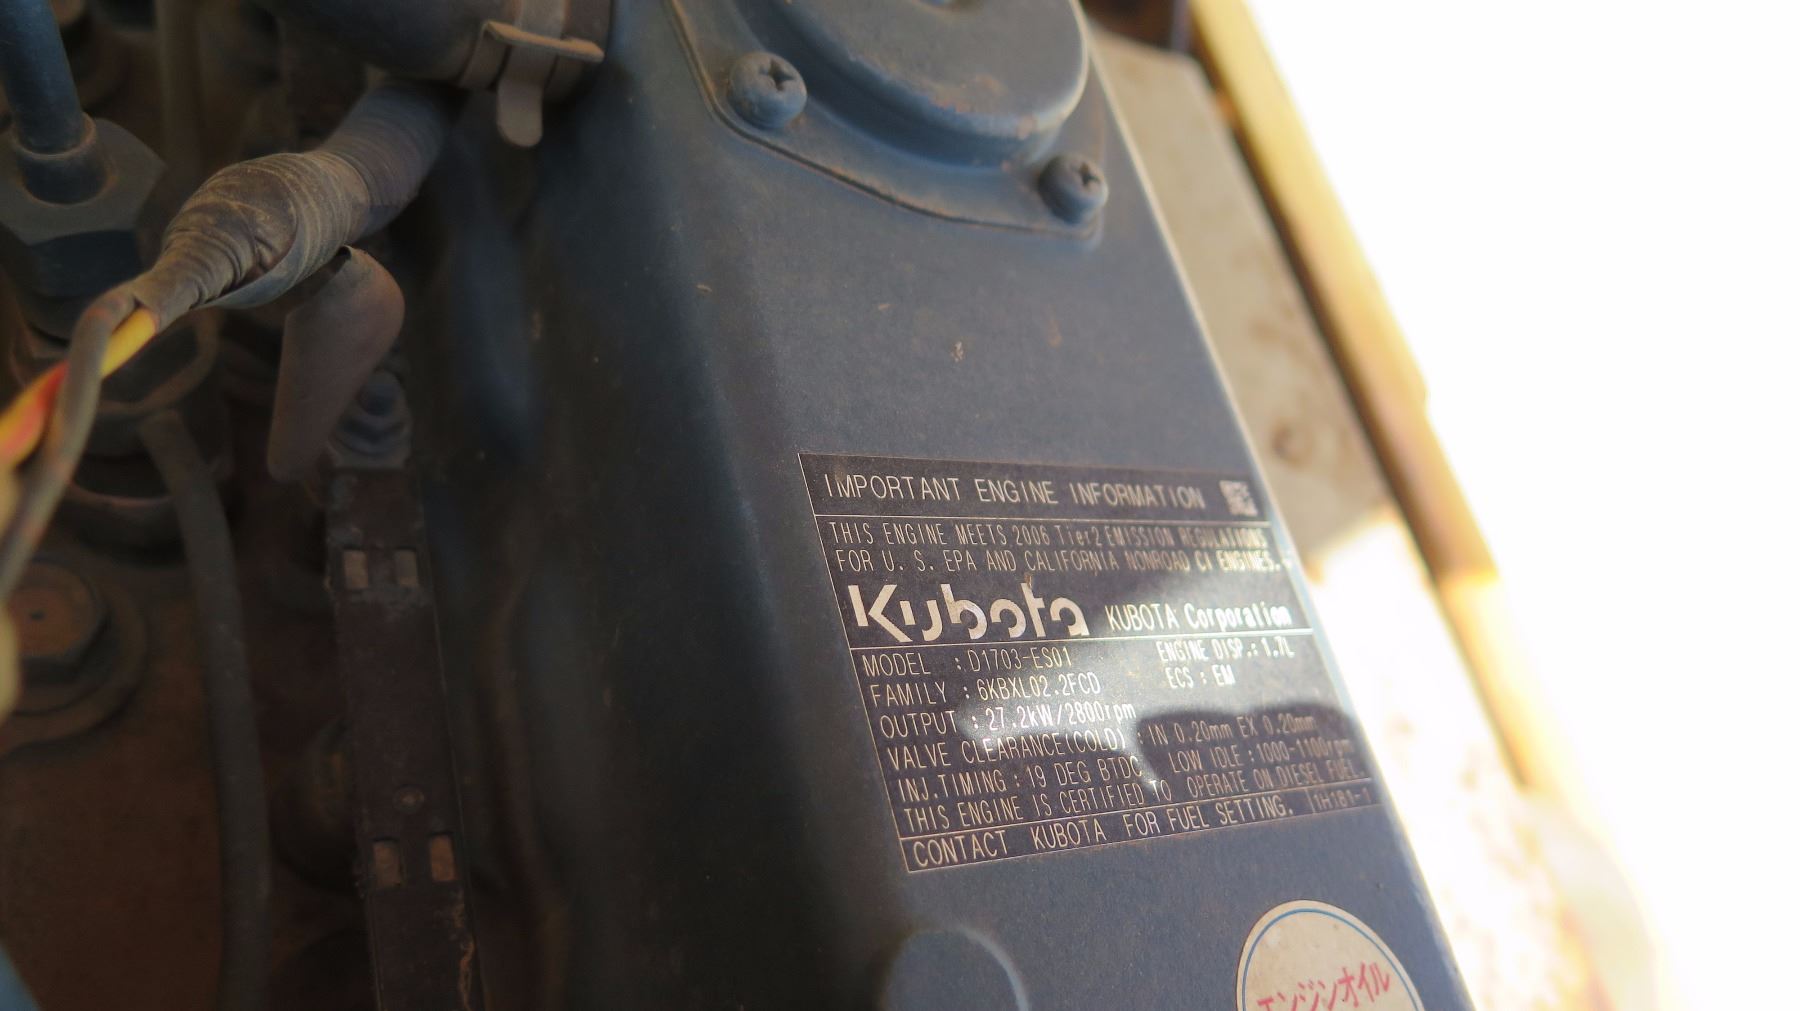 IMPORTANT ENGINE INFORMATION
THIS ENGINE MEETS 2006 Tier2 EMISSION REGULATIONS
FOR U. S. EPA AND CALIFORNIA NONROAD CI ENGINES.
Kubota KUBOTA Corporation
MODEL : D1703-ES01 ENGINE DISP.: 1.7L
FAMILY : 6KBXL02.2FCD ECS : EM
OUTPUT : 27.2kW/2800rpm
VALVE CLEARANCE(COLD) IN 0.20mm EX 0.20mm
INJ.TIMING : 19 DEG BTDC LOW IDLE : 1000-1100rpm
THIS ENGINE IS CERTIFIED TO OPERATE ON DIESEL FUEL
CONTACT KUBOTA FOR FUEL SETTING. 1H181-1
エンジンオイル